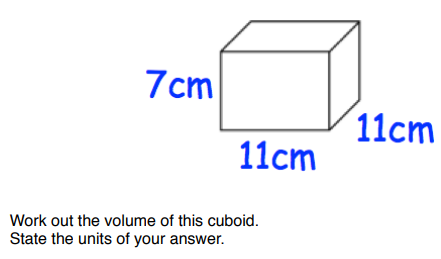 7cm
11cm
11cm
Work out the volume of this cuboid.
State the units of your answer.